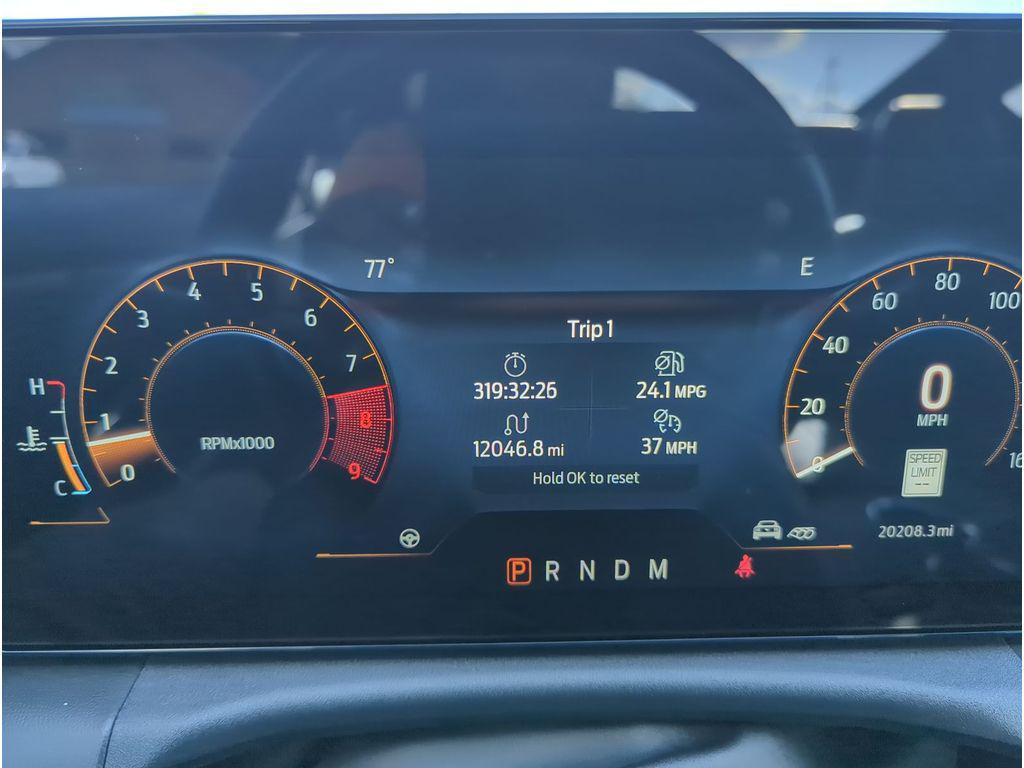 77° E
Trip 1
319:32:26 24.1 MPG
12046.8 mi 37 MPH
Hold OK to reset
H
C
0 1 2 3 4 5 6 7 8 9
RPMx1000
0 20 40 60 80 100 16
0
MPH
SPEED
LIMIT
--
20208.3 mi
P R N D M